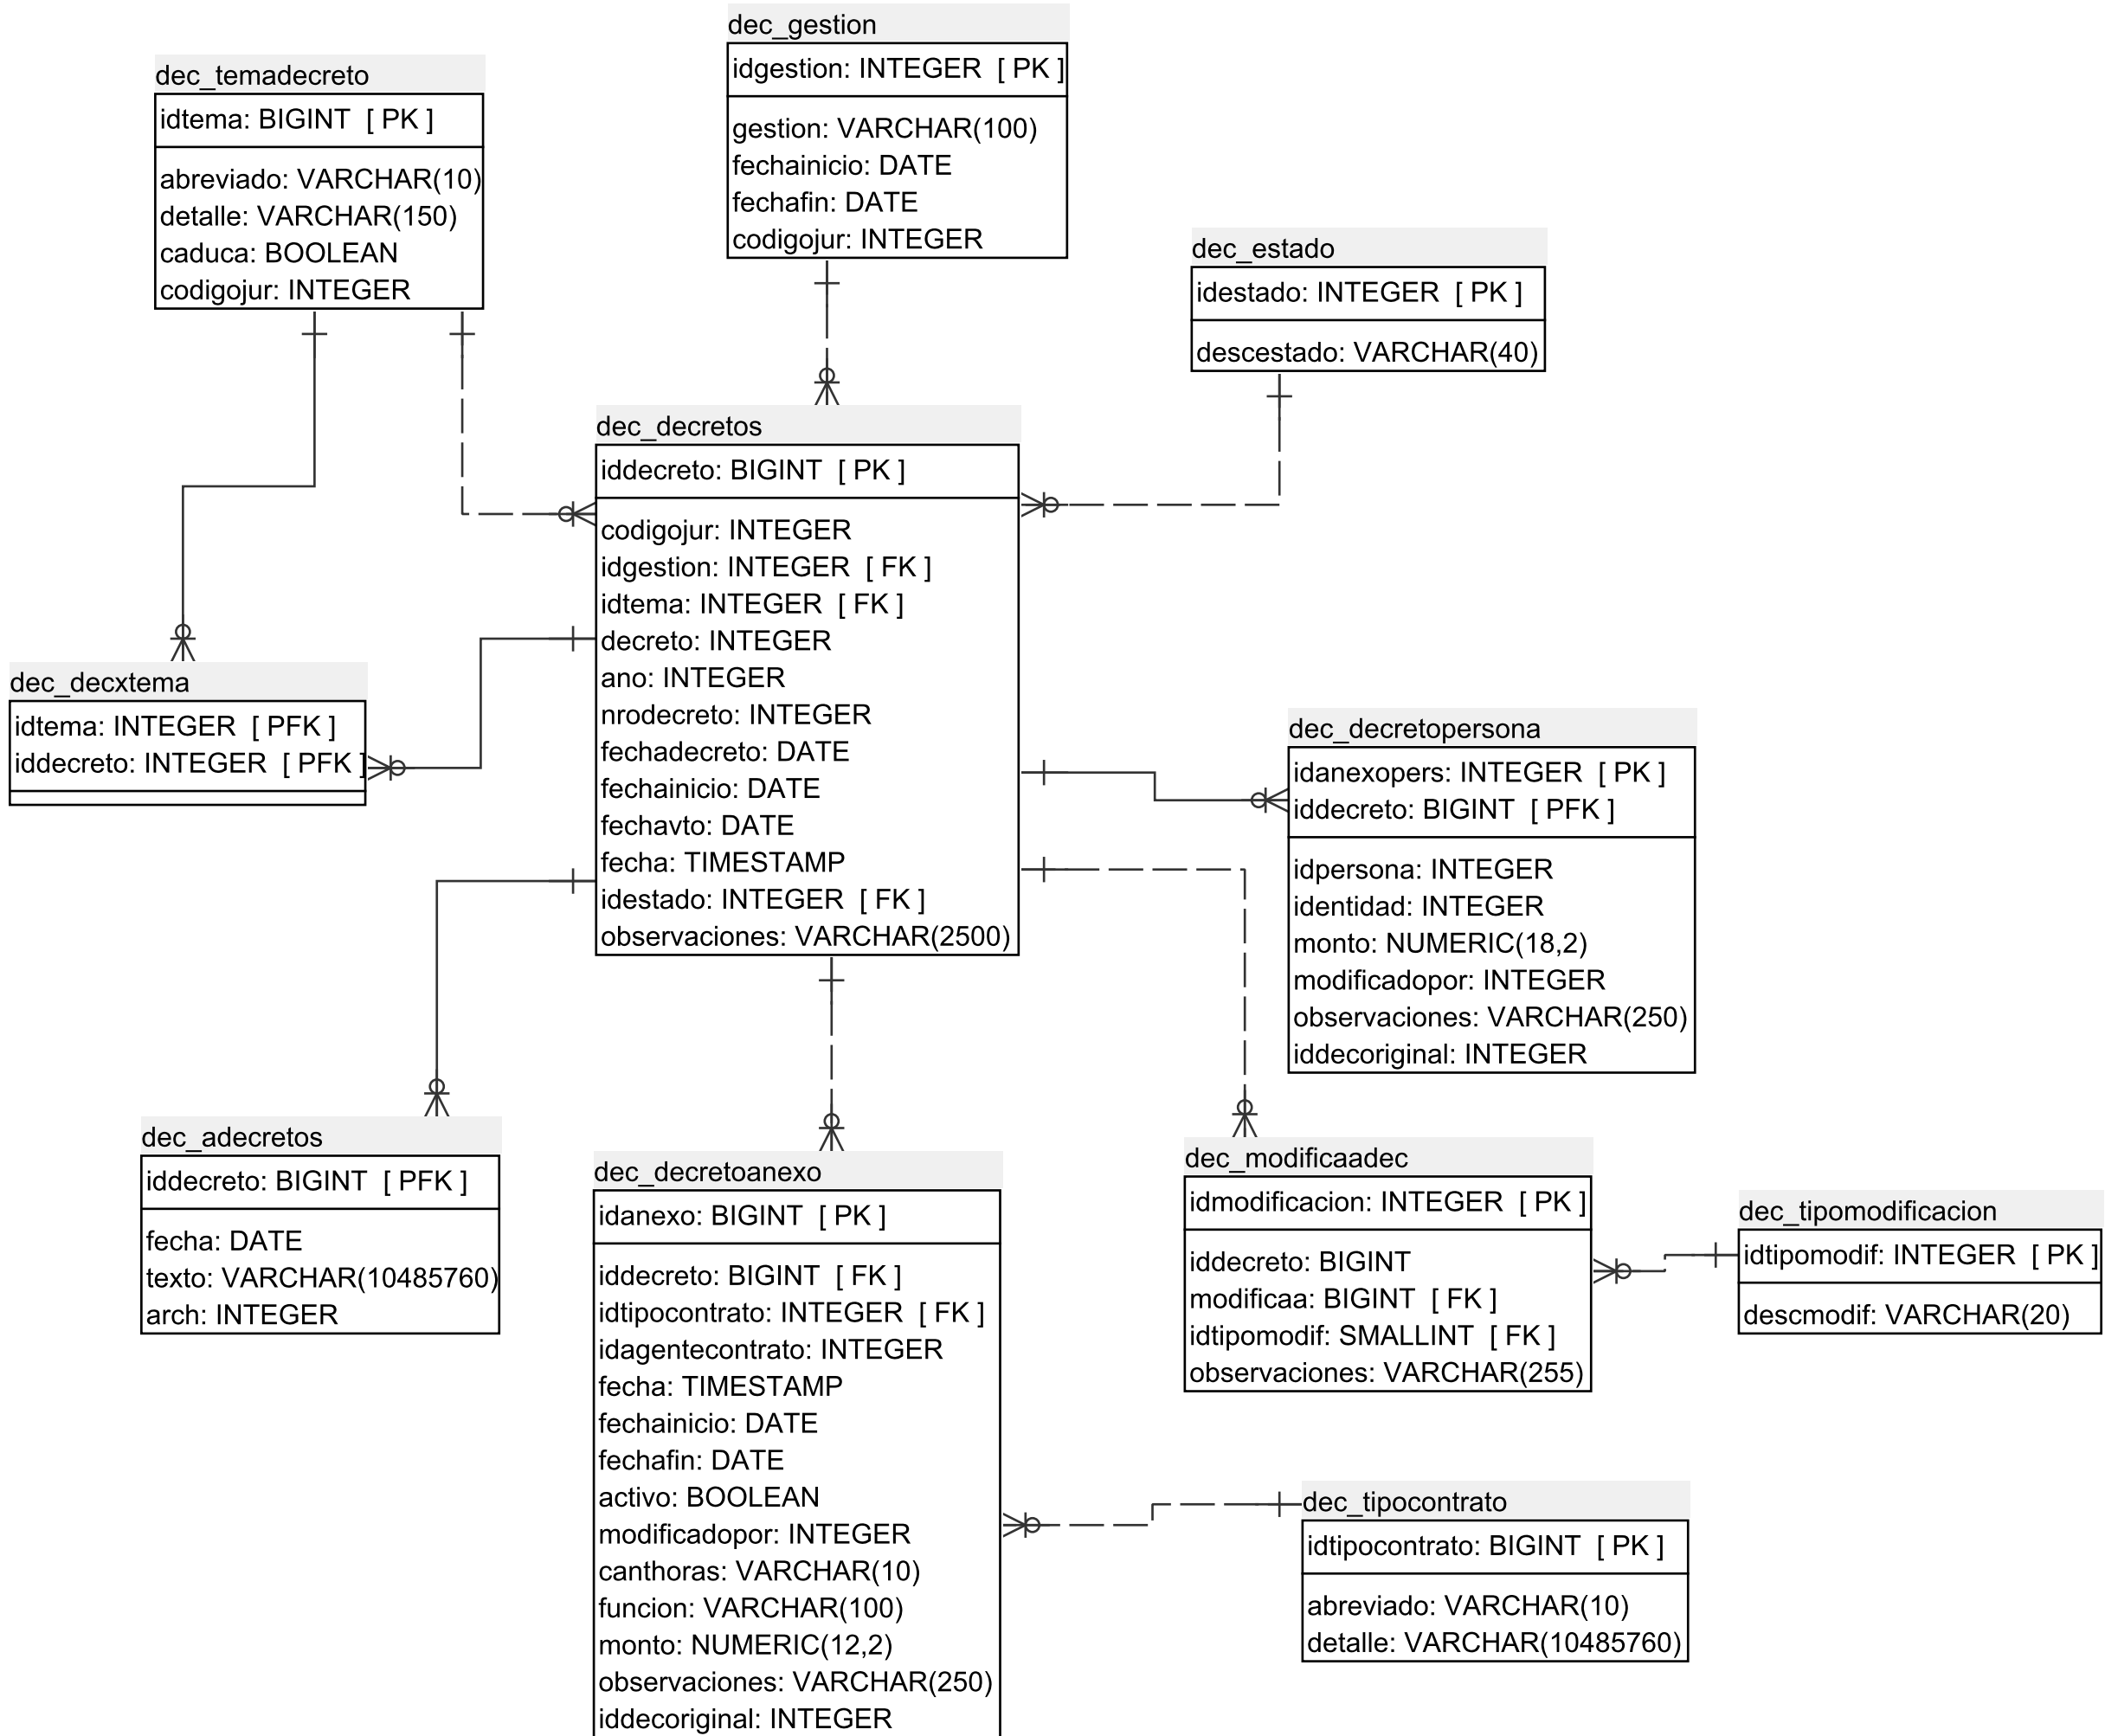 dec_gestion
idgestion: INTEGER [ PK ]
gestion: VARCHAR(100)
fechainicio: DATE
fechafin: DATE
codigojur: INTEGER
dec_temadecreto
idtema: BIGINT [ PK ]
abreviado: VARCHAR(10)
detalle: VARCHAR(150)
caduca: BOOLEAN
codigojur: INTEGER
dec_estado
idestado: INTEGER [ PK ]
descestado: VARCHAR(40)
dec_decretos
iddecreto: BIGINT [ PK ]
codigojur: INTEGER
idgestion: INTEGER [ FK ]
idtema: INTEGER [ FK ]
decreto: INTEGER
ano: INTEGER
nrodecreto: INTEGER
fechadecreto: DATE
fechainicio: DATE
fechavto: DATE
fecha: TIMESTAMP
idestado: INTEGER [ FK ]
observaciones: VARCHAR(2500)
dec_decxtema
idtema: INTEGER [ PFK ]
iddecreto: INTEGER [ PFK ]
dec_decretopersona
idanexopers: INTEGER [ PK ]
iddecreto: BIGINT [ PFK ]
idpersona: INTEGER
identidad: INTEGER
monto: NUMERIC(18,2)
modificadopor: INTEGER
observaciones: VARCHAR(250)
iddecoriginal: INTEGER
dec_adecretos
iddecreto: BIGINT [ PFK ]
fecha: DATE
texto: VARCHAR(10485760)
arch: INTEGER
dec_decretoanexo
idanexo: BIGINT [ PK ]
iddecreto: BIGINT [ FK ]
idtipocontrato: INTEGER [ FK ]
idagentecontrato: INTEGER
fecha: TIMESTAMP
fechainicio: DATE
fechafin: DATE
activo: BOOLEAN
modificadopor: INTEGER
canthoras: VARCHAR(10)
funcion: VARCHAR(100)
monto: NUMERIC(12,2)
observaciones: VARCHAR(250)
iddecoriginal: INTEGER
dec_modificaadec
idmodificacion: INTEGER [ PK ]
iddecreto: BIGINT
modificaa: BIGINT [ FK ]
idtipomodif: SMALLINT [ FK ]
observaciones: VARCHAR(255)
dec_tipomodificacion
idtipomodif: INTEGER [ PK ]
descmodif: VARCHAR(20)
dec_tipocontrato
idtipocontrato: BIGINT [ PK ]
abreviado: VARCHAR(10)
detalle: VARCHAR(10485760)